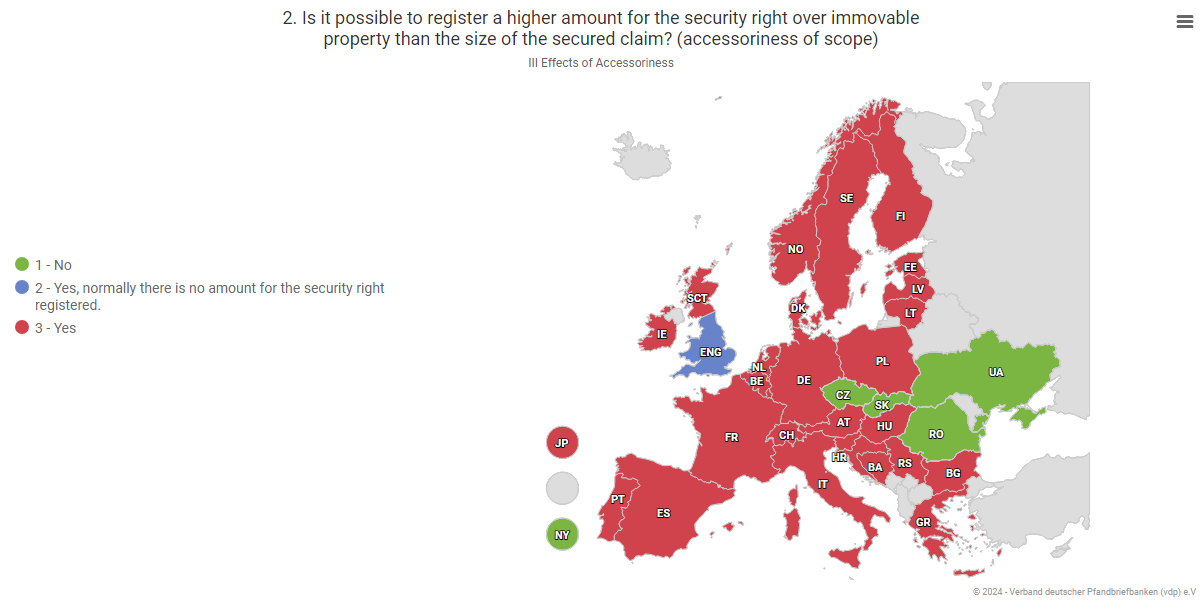 2. Is it possible to register a higher amount for the security right over immovable
property than the size of the secured claim? (accessoriness of scope)
III Effects of Accessoriness
1 - No
2 - Yes, normally there is no amount for the security right
registered.
3 - Yes
SE
FI
NO
EE
LV
LT
SCT
DK
IE
ENG
NL
BE
DE
PL
UA
CZ
SK
AT
HU
RO
FR
CH
HR
BA
RS
BG
IT
PT
ES
GR
JP
NY
© 2024 - Verband deutscher Pfandbriefbanken (vdp) e.V